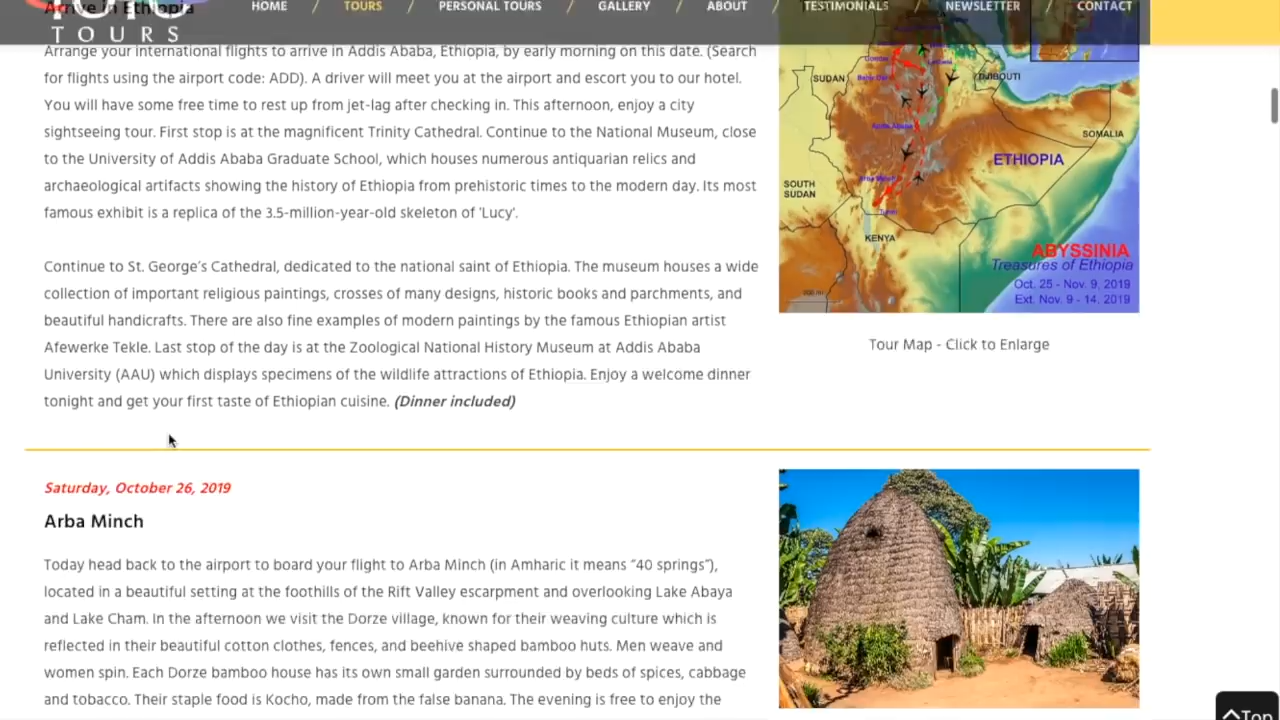 Arrive in Ethiopia
TOURS
HOME / TOURS / PERSONAL TOURS / GALLERY / ABOUT / TESTIMONIALS / NEWSLETTER / CONTACT
Arrange your international flights to arrive in Addis Ababa, Ethiopia, by early morning on this date. (Search
for flights using the airport code: ADD). A driver will meet you at the airport and escort you to our hotel.
You will have some free time to rest up from jet-lag after checking in. This afternoon, enjoy a city
sightseeing tour. First stop is at the magnificent Trinity Cathedral. Continue to the National Museum, close
to the University of Addis Ababa Graduate School, which houses numerous antiquarian relics and
archaeological artifacts showing the history of Ethiopia from prehistoric times to the modern day. Its most
famous exhibit is a replica of the 3.5-million-year-old skeleton of 'Lucy'.
Continue to St. George's Cathedral, dedicated to the national saint of Ethiopia. The museum houses a wide
collection of important religious paintings, crosses of many designs, historic books and parchments, and
beautiful handicrafts. There are also fine examples of modern paintings by the famous Ethiopian artist
Afewerke Tekle. Last stop of the day is at the Zoological National History Museum at Addis Ababa
University (AAU) which displays specimens of the wildlife attractions of Ethiopia. Enjoy a welcome dinner
tonight and get your first taste of Ethiopian cuisine. (Dinner included)
SUDAN
DJIBOUTI
SOMALIA
Addis Ababa
ETHIOPIA
Arba Minch
SOUTH
SUDAN
Turmi
KENYA
ABYSSINIA
Treasures of Ethiopia
Oct. 25 - Nov. 9, 2019
Ext. Nov. 9 - 14, 2019
Tour Map - Click to Enlarge
Saturday, October 26, 2019
Arba Minch
Today head back to the airport to board your flight to Arba Minch (in Amharic it means "40 springs"),
located in a beautiful setting at the foothills of the Rift Valley escarpment and overlooking Lake Abaya
and Lake Cham. In the afternoon we visit the Dorze village, known for their weaving culture which is
reflected in their beautiful cotton clothes, fences, and beehive shaped bamboo huts. Men weave and
women spin. Each Dorze bamboo house has its own small garden surrounded by beds of spices, cabbage
and tobacco. Their staple food is Kocho, made from the false banana. The evening is free to enjoy the
Top